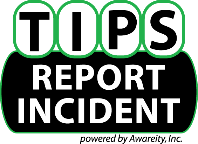 TIPS
REPORT
INCIDENT
powered by Awareity, Inc.